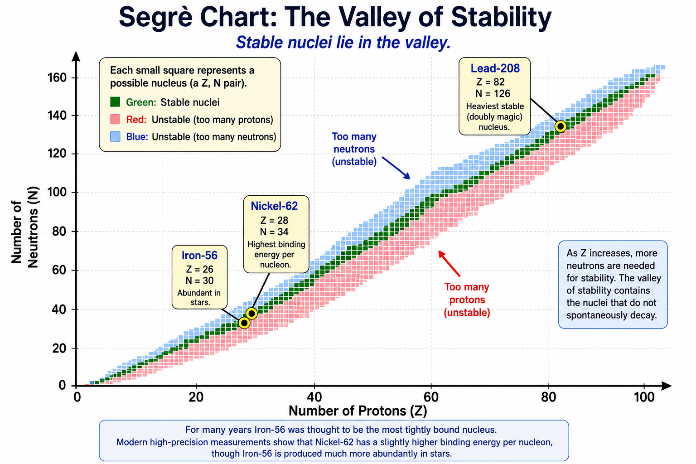 Segrè Chart: The Valley of Stability
Stable nuclei lie in the valley.
Number of
Neutrons (N)
160
140
120
100
80
60
40
20
0
Each small square represents a
possible nucleus (a Z, N pair).
Green: Stable nuclei
Red: Unstable (too many protons)
Blue: Unstable (too many neutrons)
Lead-208
Z = 82
N = 126
Heaviest stable
(doubly magic)
nucleus.
Too many
neutrons
(unstable)
Nickel-62
Z = 28
N = 34
Highest binding
energy per
nucleon.
Iron-56
Z = 26
N = 30
Abundant in
stars.
Too many
protons
(unstable)
As Z increases, more
neutrons are needed
for stability. The valley
of stability contains
the nuclei that do not
spontaneously decay.
0
20
40
60
80
100
Number of Protons (Z)
For many years Iron-56 was thought to be the most tightly bound nucleus.
Modern high-precision measurements show that Nickel-62 has a slightly higher binding energy per nucleon,
though Iron-56 is produced much more abundantly in stars.